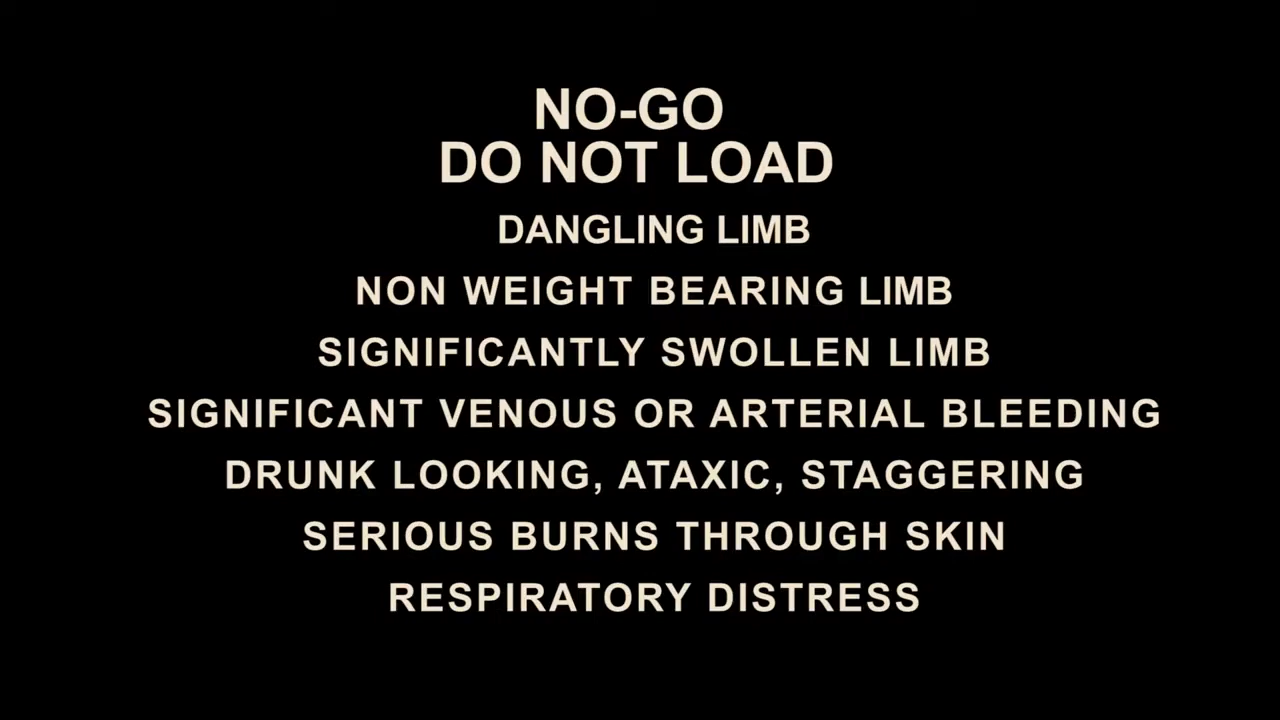 NO-GO
DO NOT LOAD
DANGLING LIMB
NON WEIGHT BEARING LIMB
SIGNIFICANTLY SWOLLEN LIMB
SIGNIFICANT VENOUS OR ARTERIAL BLEEDING
DRUNK LOOKING, ATAXIC, STAGGERING
SERIOUS BURNS THROUGH SKIN
RESPIRATORY DISTRESS